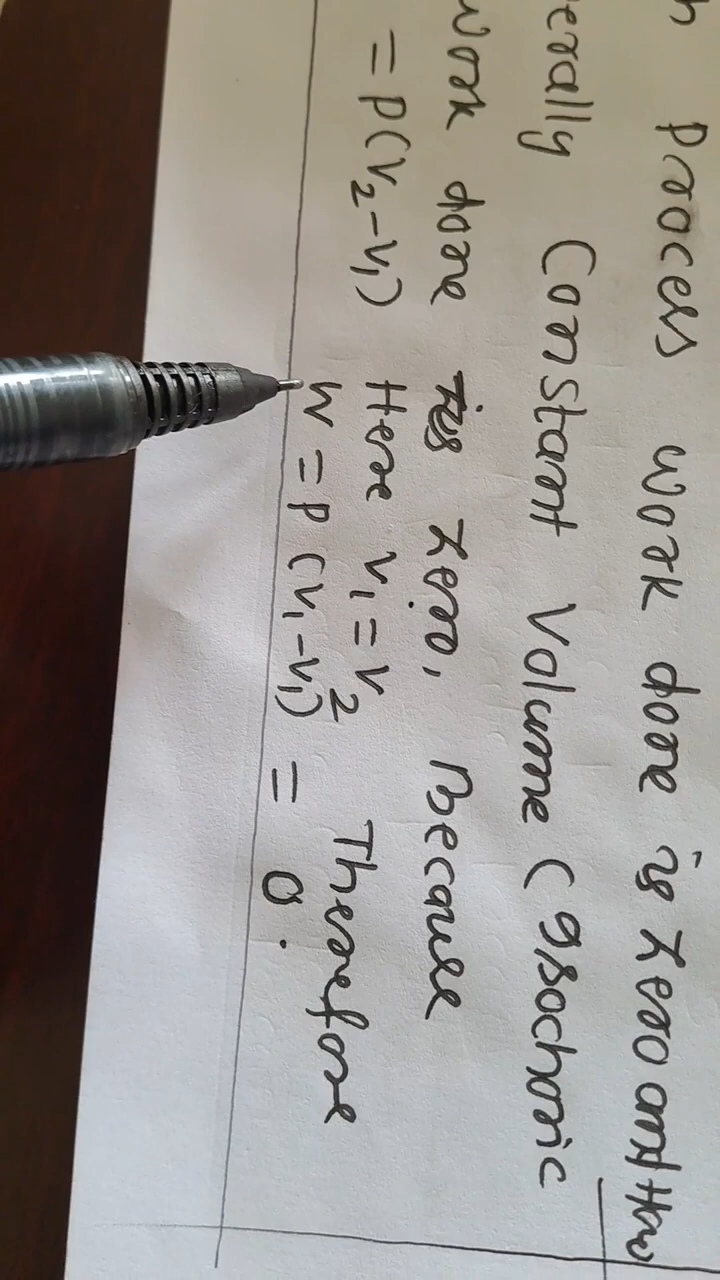 Process Work done is Zero and How
erally Constant Volume (Isochoric
Work done is Zero, Because
= P(V2-V1) Here V1 = V2 Therefore
W = P (V1-V1) = 0.